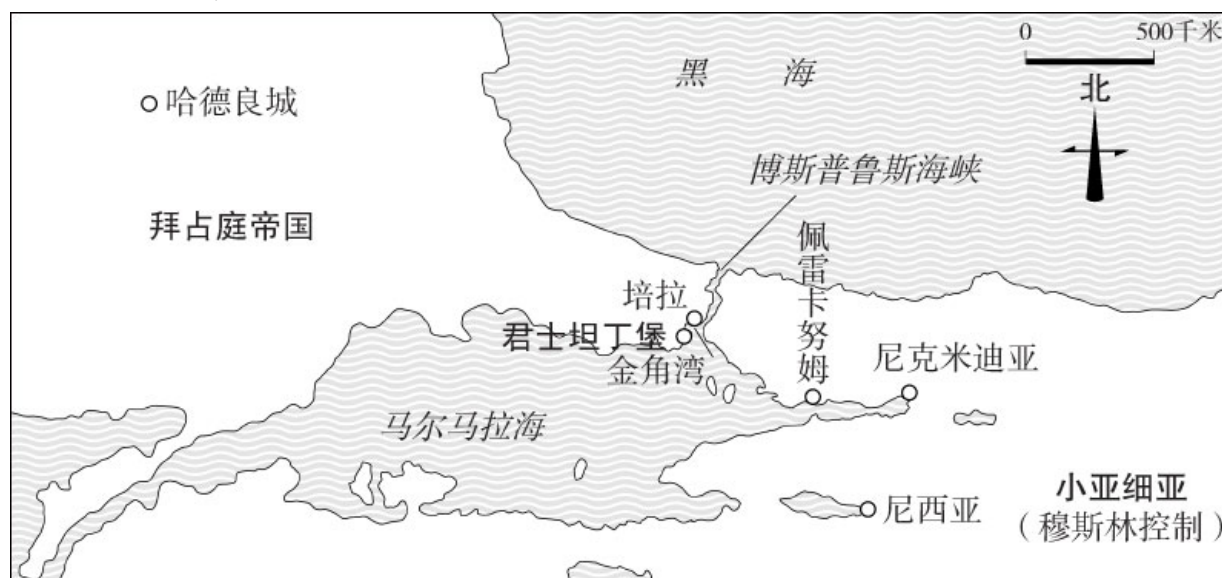 0 500千米
黑海
北
哈德良城
博斯普鲁斯海峡
拜占庭帝国
佩雷卡努姆
培拉
君士坦丁堡
金角湾
尼克米迪亚
马尔马拉海
小亚细亚
尼西亚
（穆斯林控制）